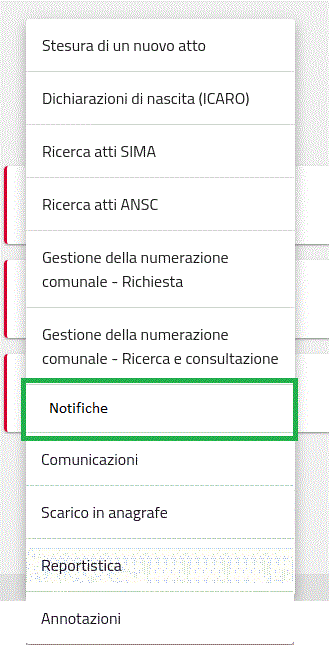 Stesura di un nuovo atto
Dichiarazioni di nascita (ICARO)
Ricerca atti SIMA
Ricerca atti ANSC
Gestione della numerazione
comunale - Richiesta
Gestione della numerazione
comunale - Ricerca e consultazione
Notifiche
Comunicazioni
Scarico in anagrafe
Reportistica
Annotazioni